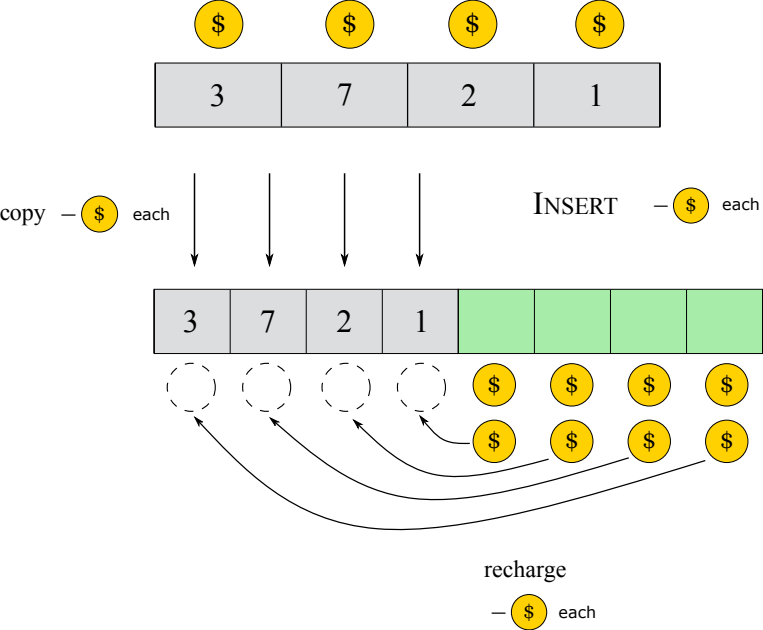 $ $ $ $
3 7 2 1
copy – $ each
INSERT – $ each
3 7 2 1
$ $ $ $
$ $ $ $
recharge
– $ each